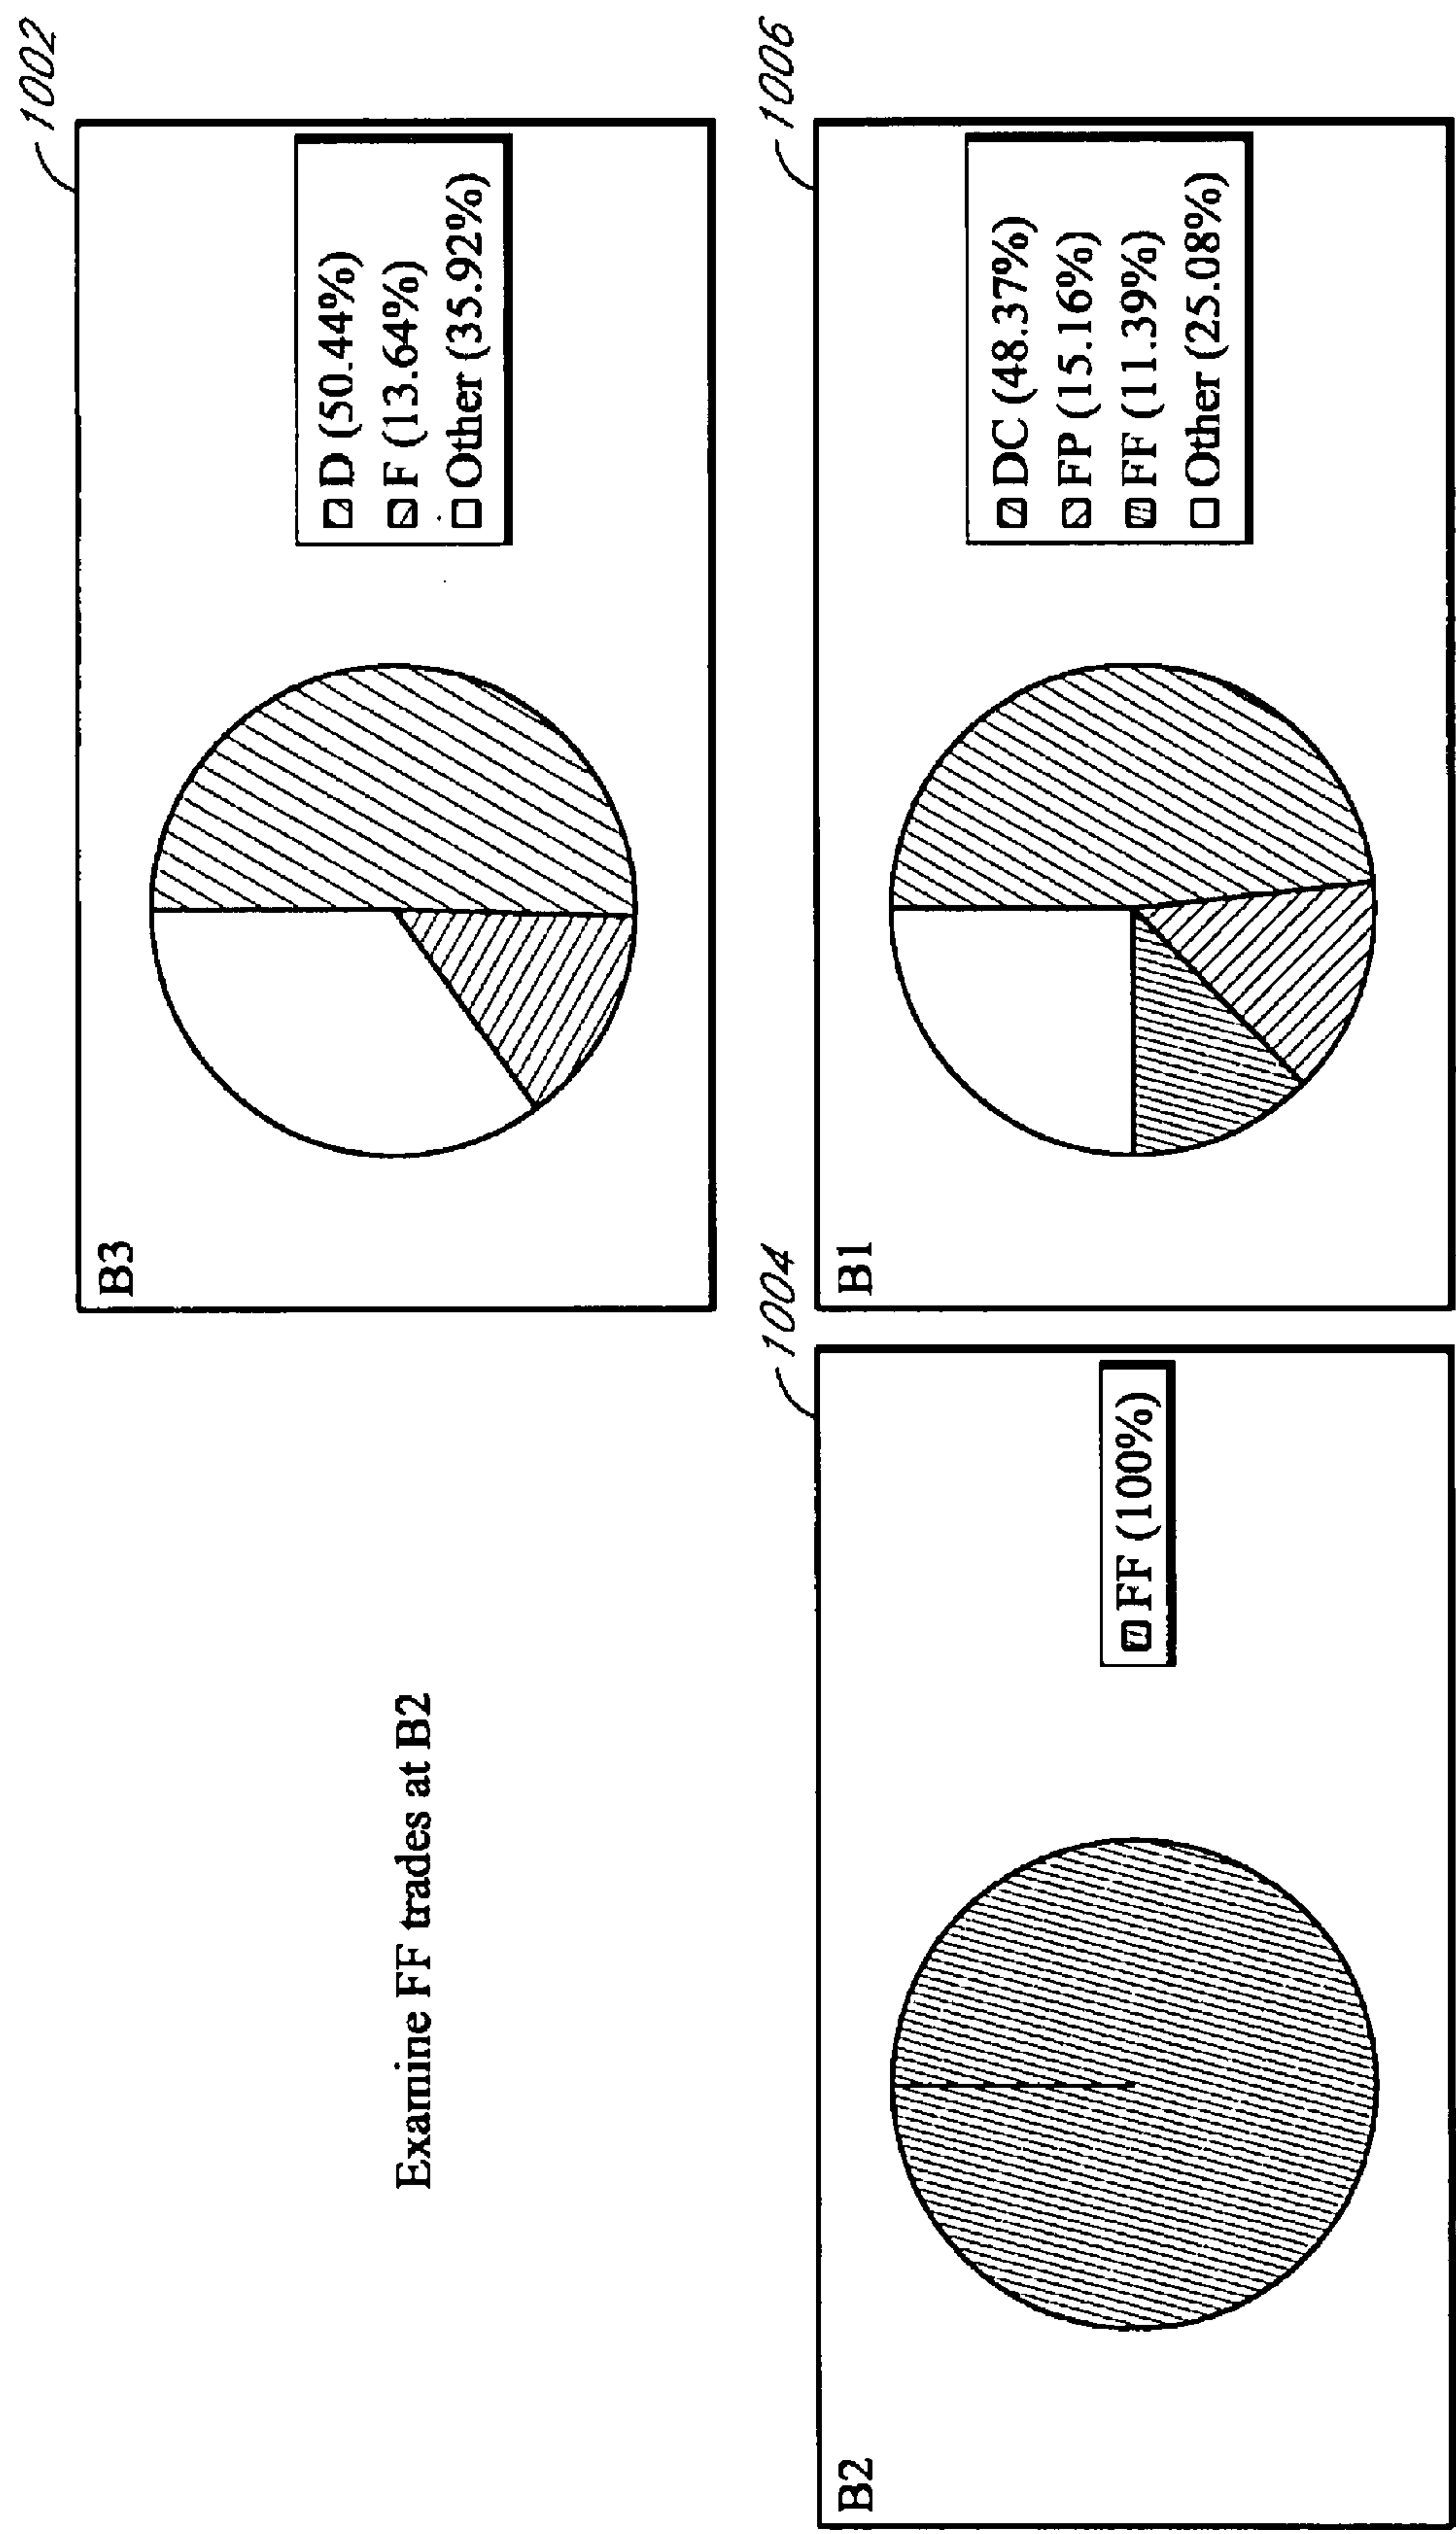 Examine FF trades at B2
1002
B3
D (50.44%)
F (13.64%)
Other (35.92%)
1004
B2
FF (100%)
1006
B1
DC (48.37%)
FP (15.16%)
FF (11.39%)
Other (25.08%)